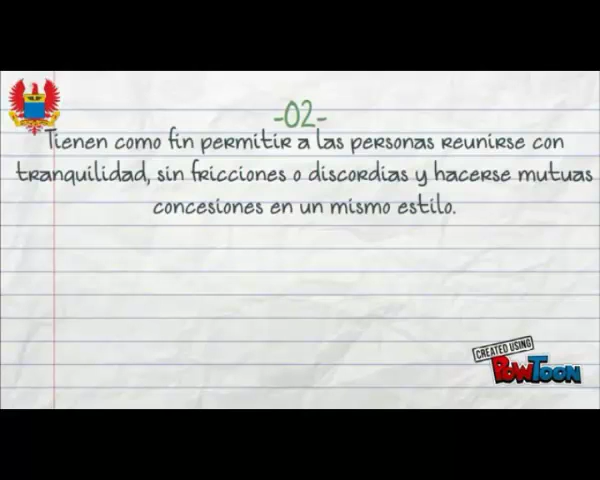 -02-
Tienen como fin permitir a las personas reunirse con
tranquilidad, sin fricciones o discordias y hacerse mutuas
concesiones en un mismo estilo.
CREATED USING
POWTOON